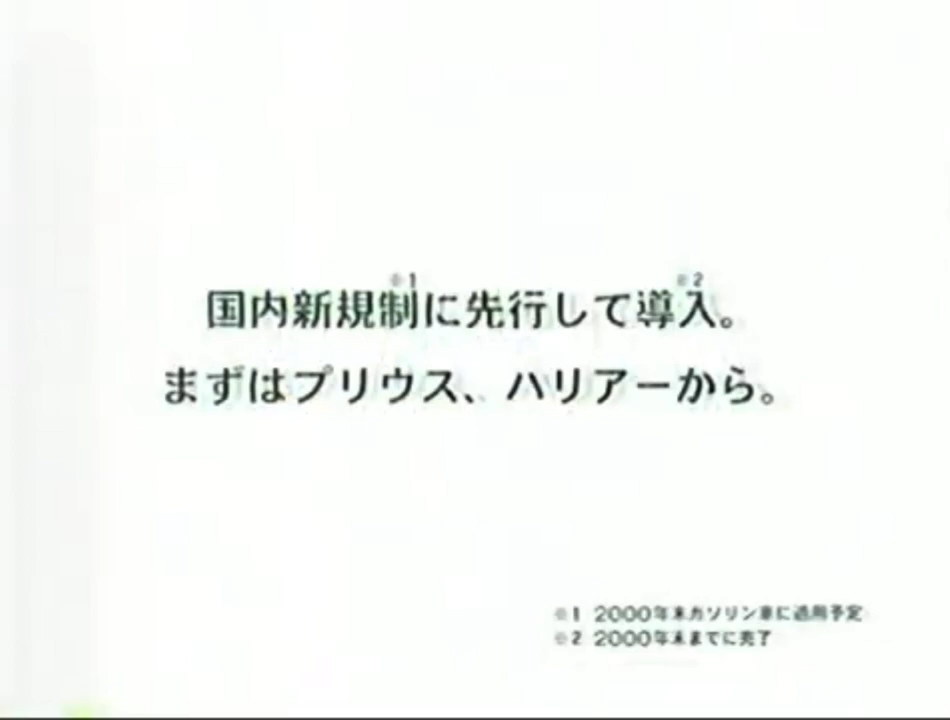 国内新規制※1に先行して導入※2。
まずはプリウス、ハリアーから。
※1 2000年末ガソリン車に適用予定
※2 2000年末までに完了